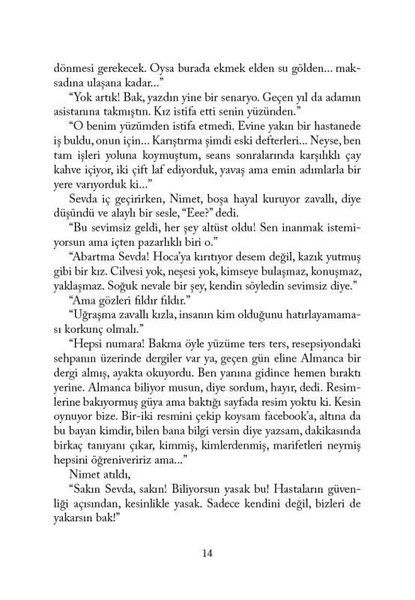 dönmesi gerekecek. Oysa burada ekmek elden su gölden... mak-
sadına ulaşana kadar...”
“Yok artık! Bak, yazdın yine bir senaryo. Geçen yıl da adamın
asistanına takmıştın. Kız istifa etti senin yüzünden.”
“O benim yüzümden istifa etmedi. Evine yakın bir hastanede
iş buldu, onun için... Karıştırma şimdi eski defterleri... Neyse, ben
tam işleri yoluna koymuştum, seans sonralarında karşılıklı çay
kahve içiyor, iki çift laf ediyorduk, yavaş ama emin adımlarla bir
yere varıyorduk ki...”
Sevda iç geçirirken, Nimet, boşa hayal kuruyor zavallı, diye
düşündü ve alaylı bir sesle, “Eee?” dedi.
“Bu sevimsiz geldi, her şey altüst oldu! Sen inanmak istemi-
yorsun ama içten pazarlıklı biri o.”
“Abartma Sevda! Hoca’ya kırıtıyor desem değil, kazık yutmuş
gibi bir kız. Cilvesi yok, neşesi yok, kimseye bulaşmaz, konuşmaz,
yaklaşmaz. Soğuk nevale bir şey, kendin söyledin sevimsiz diye.”
“Ama gözleri fıldır fıldır.”
“Uğraşma zavallı kızla, insanın kim olduğunu hatırlayamama-
sı korkunç olmalı.”
“Hepsi numara! Bakma öyle yüzüme ters ters, resepsiyondaki
sehpanın üzerinde dergiler var ya, geçen gün eline Almanca bir
dergi almış, ayakta okuyordu. Ben yanına gidince hemen bıraktı
yerine. Almanca biliyor musun, diye sordum, hayır, dedi. Resim-
lerine bakıyormuş güya ama baktığı sayfada resim yoktu ki. Kesin
oynuyor bize. Bir-iki resmini çekip koysam facebook’a, altına da
bu bayan kimdir, bilen bana bilgi versin diye yazsam, dakikasında
birkaç tanıyanı çıkar, kimmiş, kimlerdenmiş, marifetleri neymiş
hepsini öğreniveririz ama...”
Nimet atıldı,
“Sakın Sevda, sakın! Biliyorsun yasak bu! Hastaların güven-
liği açısından, kesinlikle yasak. Sadece kendini değil, bizleri de
yakarsın bak!”
14